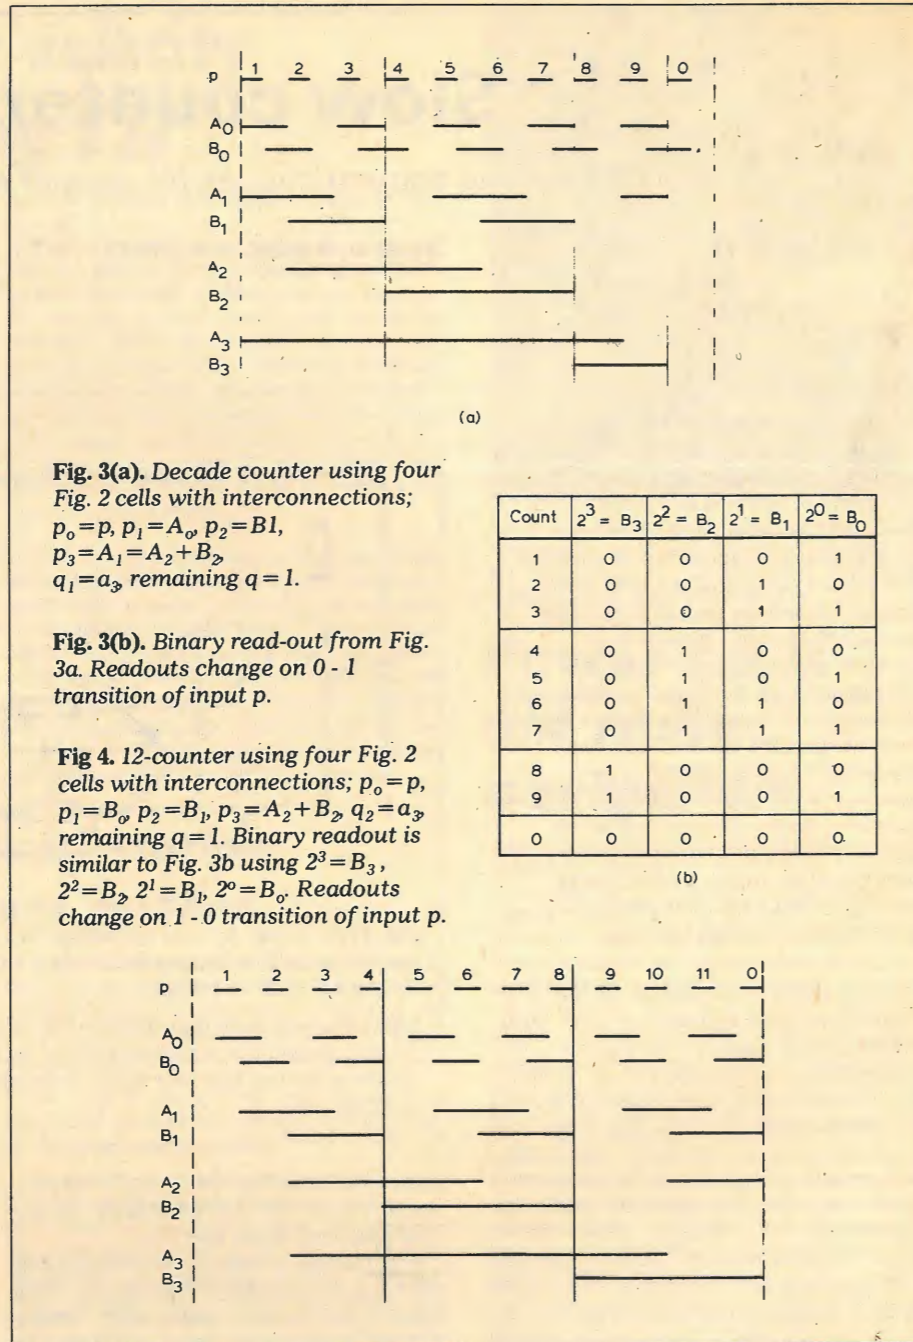 p 1 2 3 4 5 6 7 8 9 0
A0
B0
A1
B1
A2
B2
A3
B3
(a)
Fig. 3(a). Decade counter using four
Fig. 2 cells with interconnections;
p₀=p, p₁=A₀, p₂=B1,
p₃=A₁=A₂+B₂,
q₁=a₃, remaining q=1.
Fig. 3(b). Binary read-out from Fig.
3a. Readouts change on 0 - 1
transition of input p.
Fig 4. 12-counter using four Fig. 2
cells with interconnections; p₀=p,
p₁=B₀, p₂=B₁, p₃=A₂+B₂, q₂=a₃,
remaining q=1. Binary readout is
similar to Fig. 3b using 2³=B₃,
2²=B₂, 2¹=B₁, 2⁰=B₀. Readouts
change on 1 - 0 transition of input p.
Count 2³ = B₃ 2² = B₂ 2¹ = B₁ 2⁰ = B₀
1 0 0 0 1
2 0 0 1 0
3 0 0 1 1
4 0 1 0 0
5 0 1 0 1
6 0 1 1 0
7 0 1 1 1
8 1 0 0 0
9 1 0 0 1
0 0 0 0 0
(b)
p 1 2 3 4 5 6 7 8 9 10 11 0
A0
B0
A1
B1
A2
B2
A3
B3